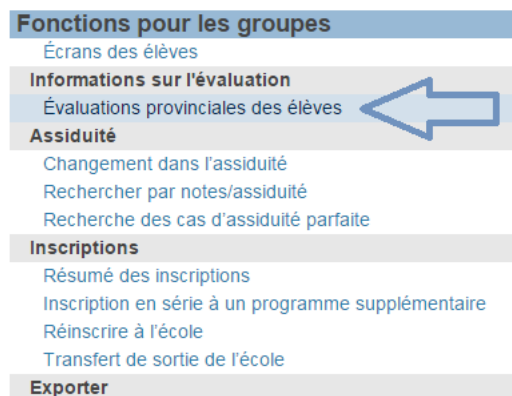 Fonctions pour les groupes
Écrans des élèves
Informations sur l'évaluation
Évaluations provinciales des élèves
Assiduité
Changement dans l'assiduité
Rechercher par notes/assiduité
Recherche des cas d'assiduité parfaite
Inscriptions
Résumé des inscriptions
Inscription en série à un programme supplémentaire
Réinscrire à l'école
Transfert de sortie de l'école
Exporter